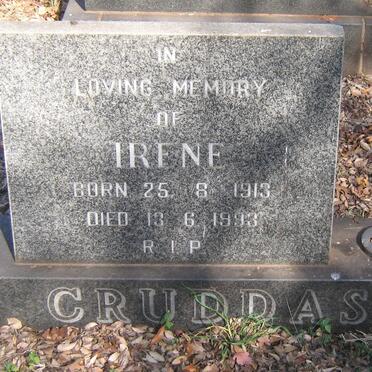 IN
LOVING MEMORY
OF
IRENE
BORN 25. 8. 1913
DIED 13. 6. 1993
R I P
CRUDDAS